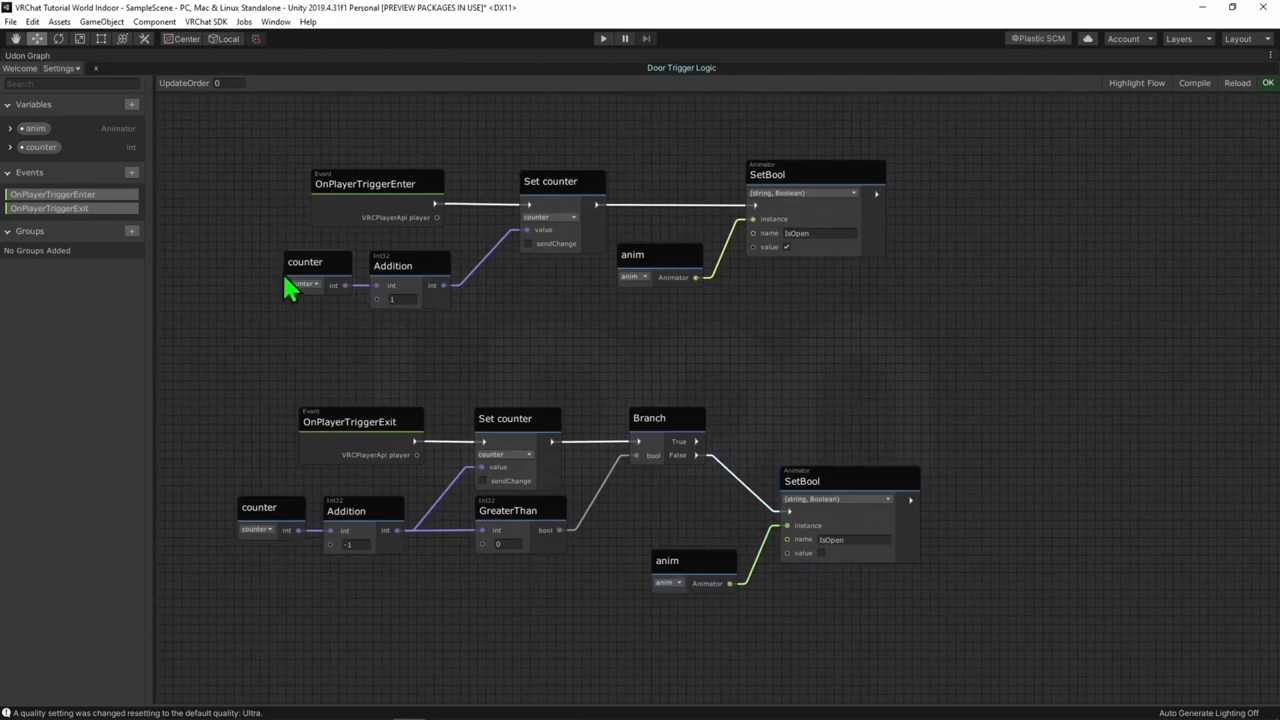 VRChat Tutorial World Indoor - SampleScene - PC, Mac & Linux Standalone - Unity 2019.4.31f1 Personal [PREVIEW PACKAGES IN USE]* <DX11>
File Edit Assets GameObject Component VRChat SDK Jobs Window Help
Center Local Plastic SCM Account Layers Layout
Udon Graph
Welcome Settings x Door Trigger Logic
Search UpdateOrder 0 Highlight Flow Compile Reload OK
Variables +
anim Animator
counter int
Events +
OnPlayerTriggerEnter
OnPlayerTriggerExit
Groups +
No Groups Added
Event
OnPlayerTriggerEnter
VRCPlayerApi player
Set counter
counter
value
sendChange
Animator
SetBool
(string, Boolean)
instance
name IsOpen
value
counter
int
Int32
Addition
int int
1
anim
anim Animator
Event
OnPlayerTriggerExit
VRCPlayerApi player
Set counter
counter
value
sendChange
Branch
True
bool False
Animator
SetBool
(string, Boolean)
instance
name IsOpen
value
counter
counter int
Int32
Addition
int int
-1
Int32
GreaterThan
int bool
0
anim
anim Animator
A quality setting was changed resetting to the default quality: Ultra. Auto Generate Lighting Off